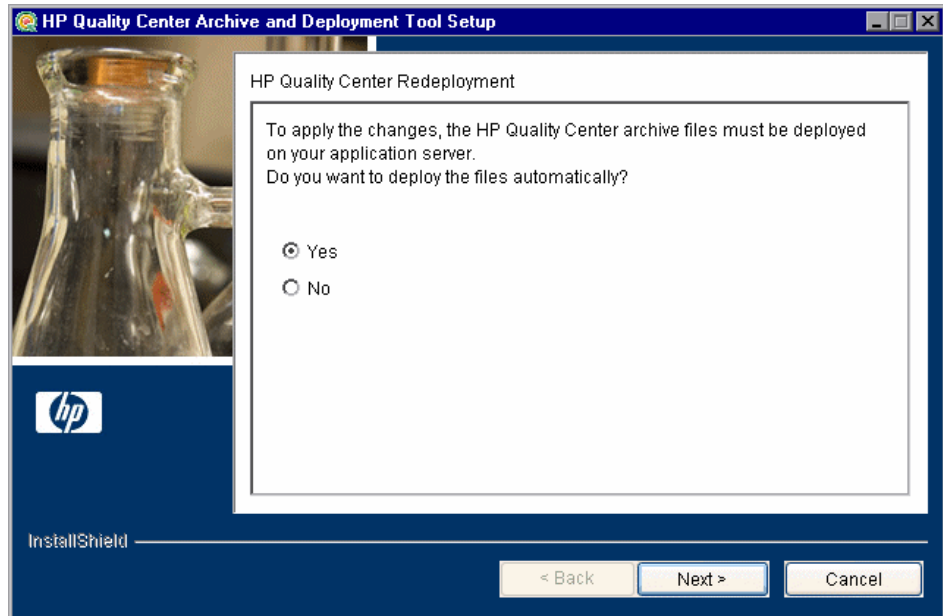 HP Quality Center Archive and Deployment Tool Setup
HP Quality Center Redeployment
To apply the changes, the HP Quality Center archive files must be deployed
on your application server.
Do you want to deploy the files automatically?
Yes
No
hp
InstallShield
< Back
Next >
Cancel